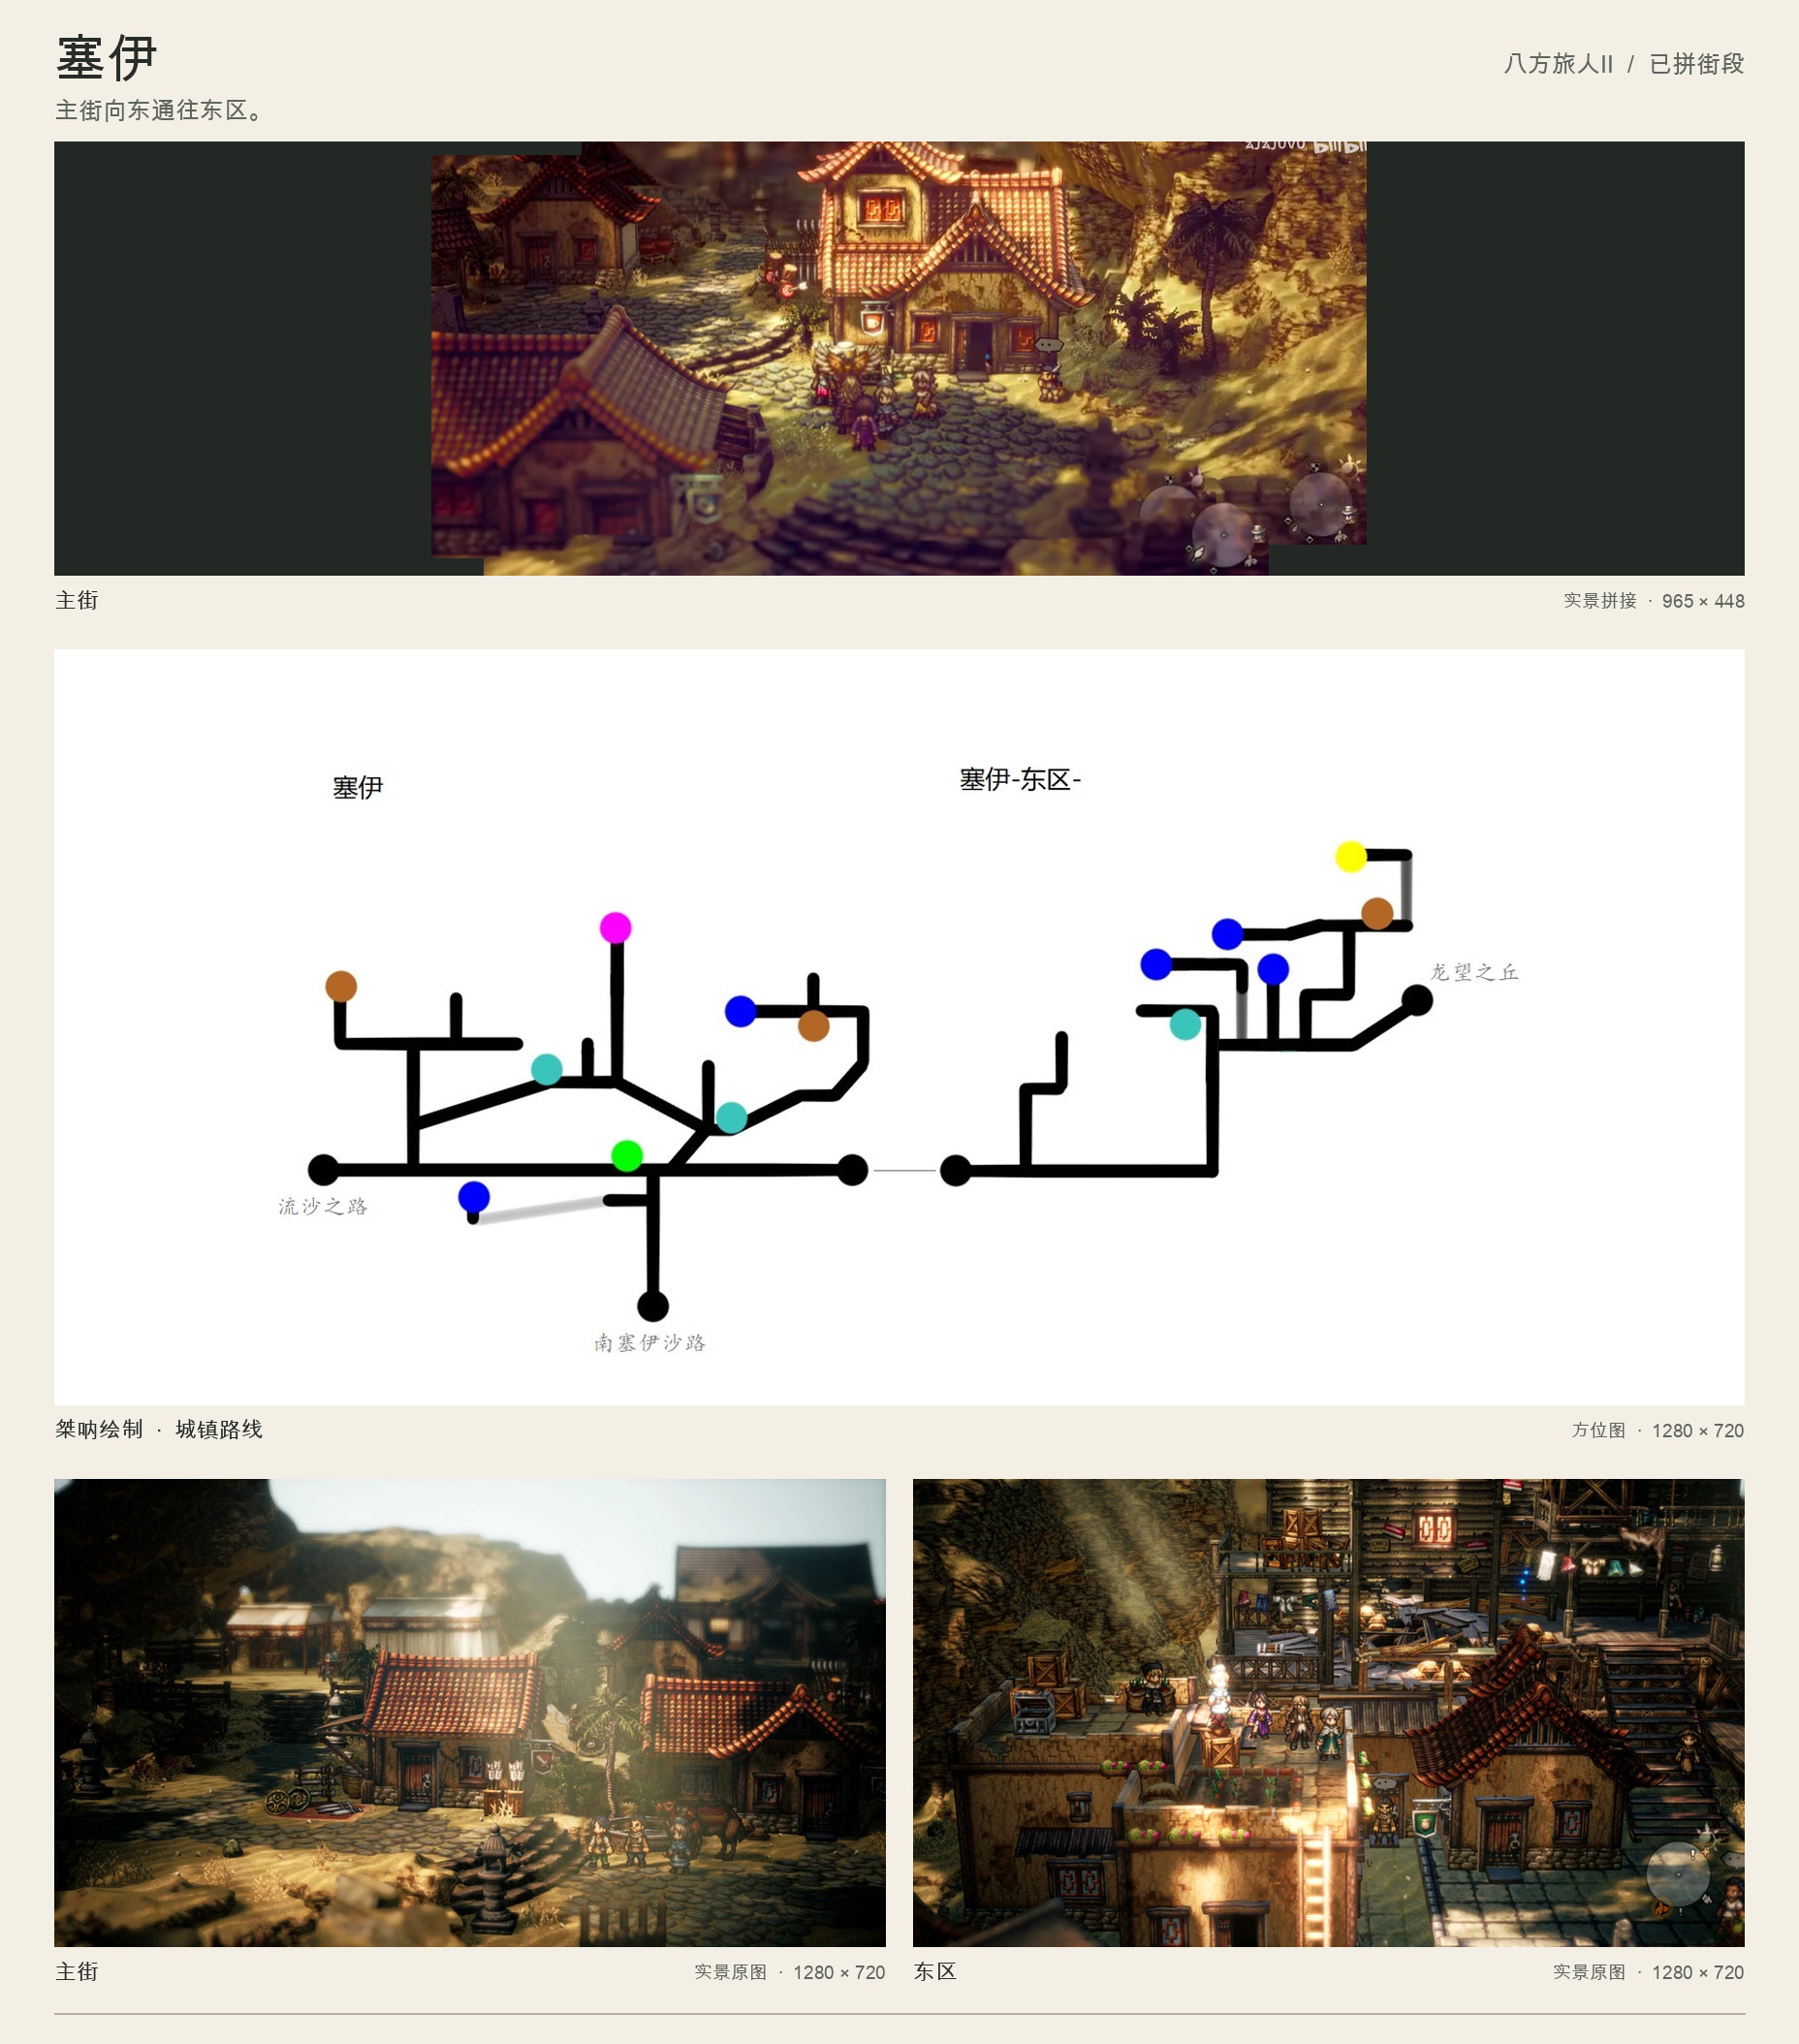 塞伊
八方旅人II / 已拼街段
主街向东通往东区。
主街
实景拼接 · 965 × 448
塞伊
塞伊-东区-
龙望之丘
流沙之路
南塞伊沙路
桀呐绘制 · 城镇路线
方位图 · 1280 × 720
主街
实景原图 · 1280 × 720
东区
实景原图 · 1280 × 720